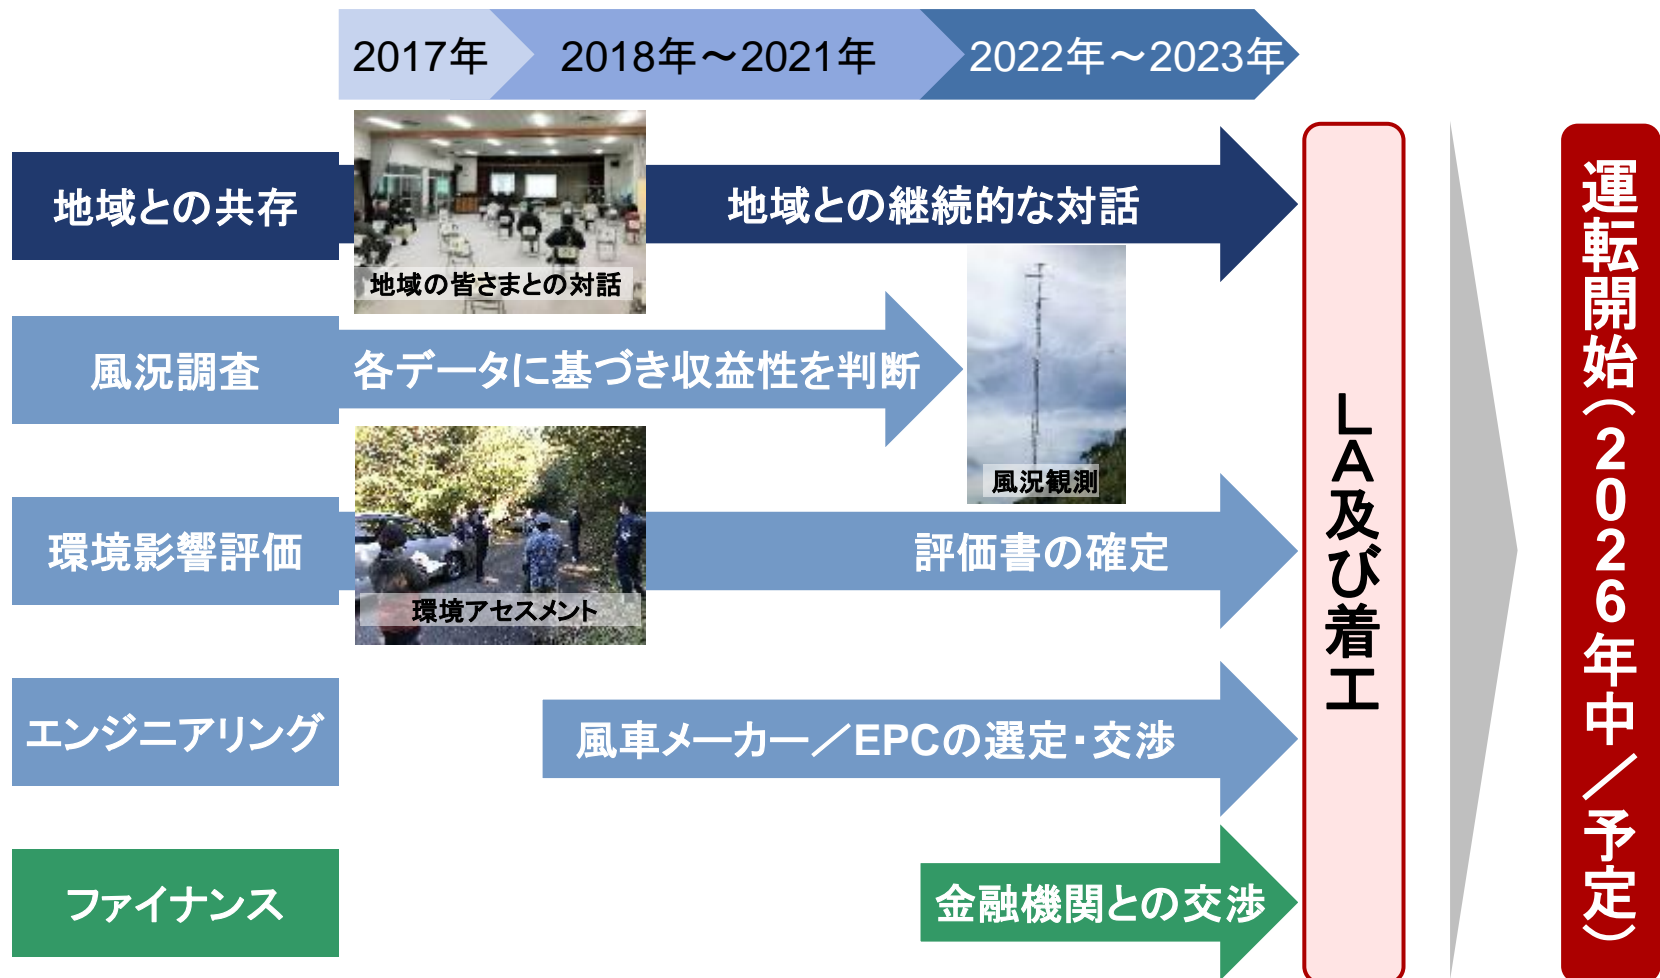 2017年
2018年～2021年
2022年～2023年
地域との共存
地域との継続的な対話
地域の皆さまとの対話
風況調査
各データに基づき収益性を判断
風況観測
環境影響評価
評価書の確定
環境アセスメント
エンジニアリング
風車メーカー／EPCの選定・交渉
ファイナンス
金融機関との交渉
LA及び着工
運転開始（2026年中／予定）